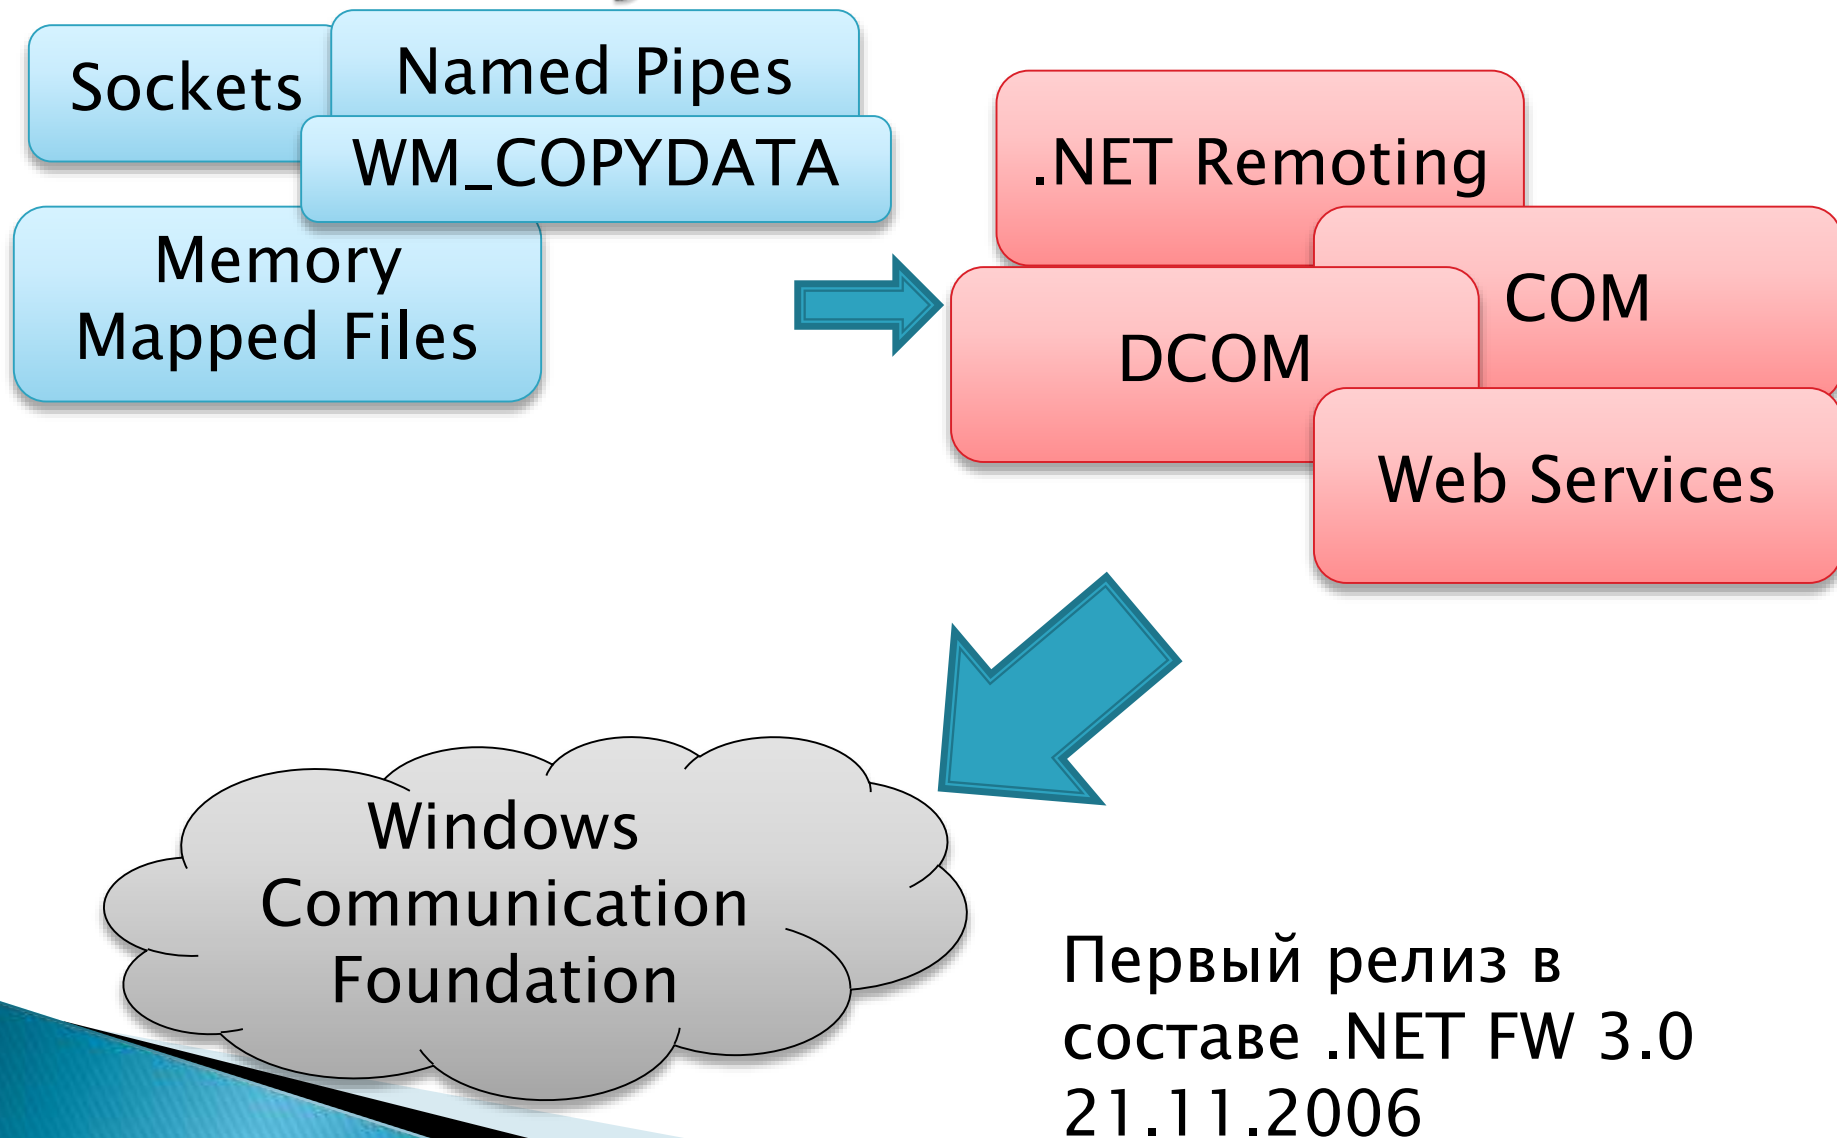 Sockets
Named Pipes
WM_COPYDATA
Memory
Mapped Files
.NET Remoting
COM
DCOM
Web Services
Windows
Communication
Foundation
Первый релиз в
составе .NET FW 3.0
21.11.2006